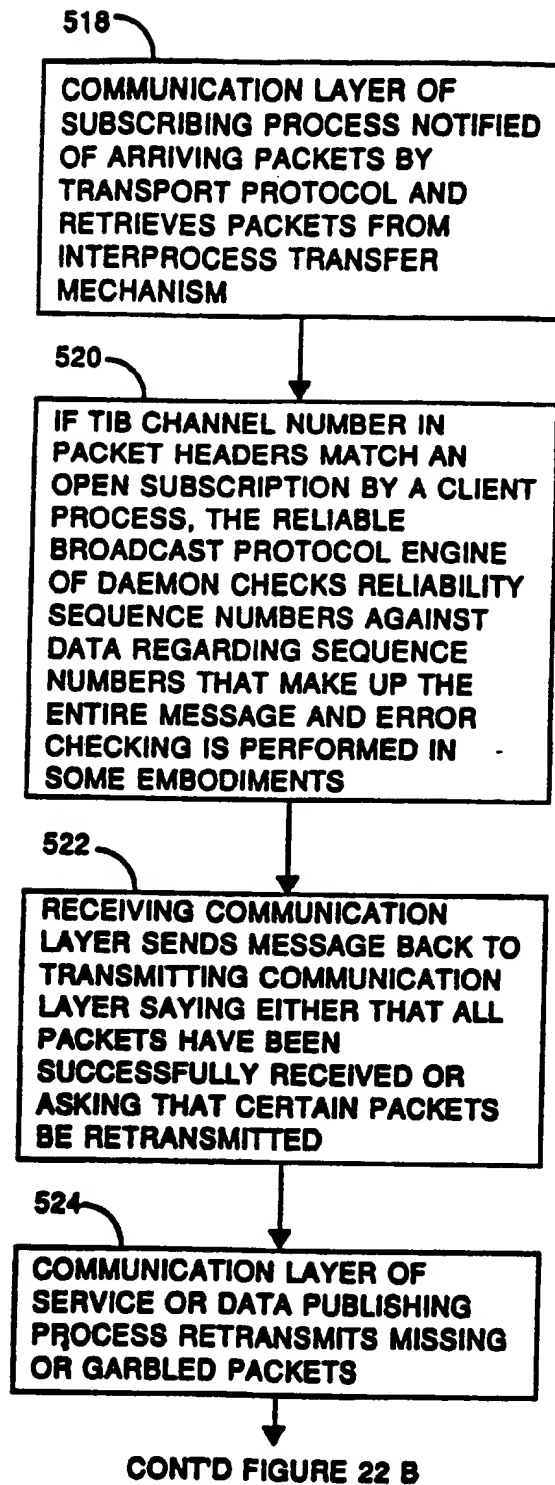 518
COMMUNICATION LAYER OF
SUBSCRIBING PROCESS NOTIFIED
OF ARRIVING PACKETS BY
TRANSPORT PROTOCOL AND
RETRIEVES PACKETS FROM
INTERPROCESS TRANSFER
MECHANISM
520
IF TIB CHANNEL NUMBER IN
PACKET HEADERS MATCH AN
OPEN SUBSCRIPTION BY A CLIENT
PROCESS, THE RELIABLE
BROADCAST PROTOCOL ENGINE
OF DAEMON CHECKS RELIABILITY
SEQUENCE NUMBERS AGAINST
DATA REGARDING SEQUENCE
NUMBERS THAT MAKE UP THE
ENTIRE MESSAGE AND ERROR
CHECKING IS PERFORMED IN
SOME EMBODIMENTS
522
RECEIVING COMMUNICATION
LAYER SENDS MESSAGE BACK TO
TRANSMITTING COMMUNICATION
LAYER SAYING EITHER THAT ALL
PACKETS HAVE BEEN
SUCCESSFULLY RECEIVED OR
ASKING THAT CERTAIN PACKETS
BE RETRANSMITTED
524
COMMUNICATION LAYER OF
SERVICE OR DATA PUBLISHING
PROCESS RETRANSMITS MISSING
OR GARBLED PACKETS
CONT'D FIGURE 22 B